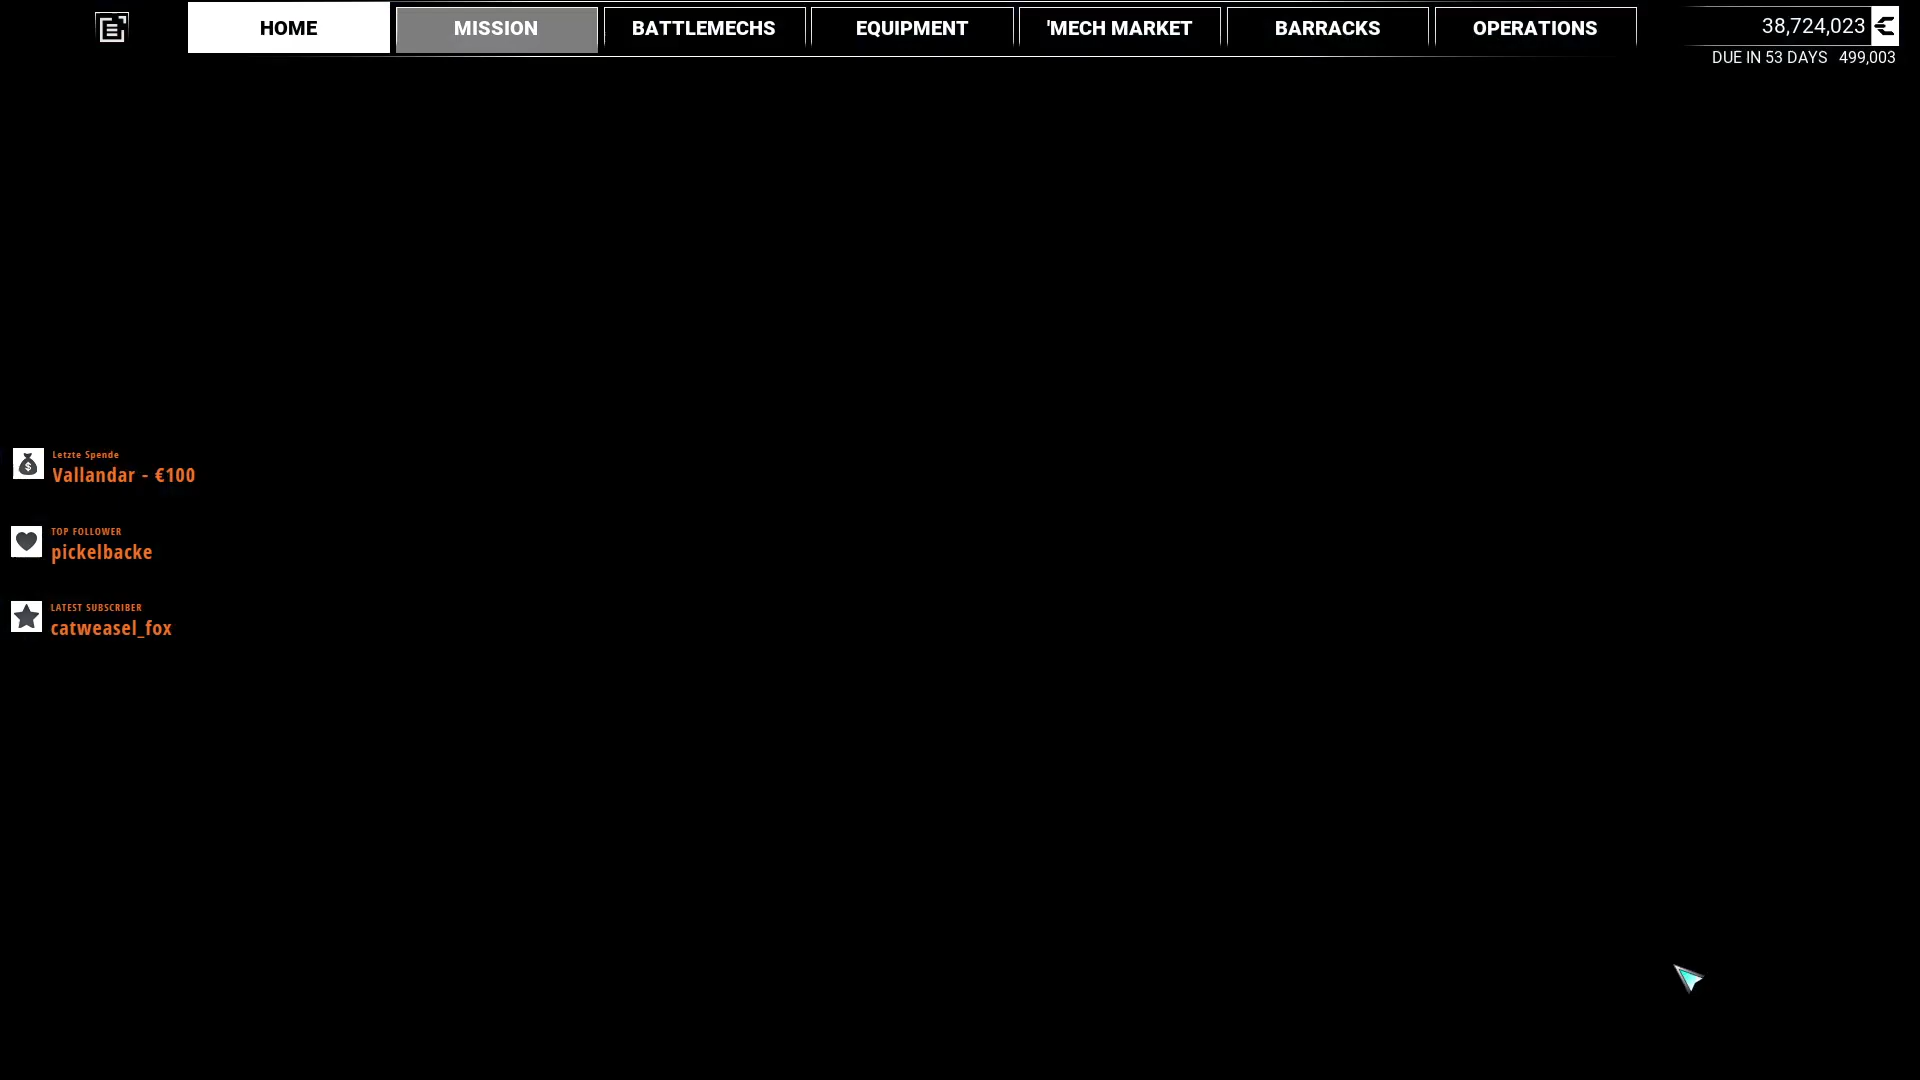 HOME
MISSION
BATTLEMECHS
EQUIPMENT
'MECH MARKET
BARRACKS
OPERATIONS
38,724,023
DUE IN 53 DAYS 499,003
Letzte Spende
Vallandar - €100
TOP FOLLOWER
pickelbacke
LATEST SUBSCRIBER
catweasel_fox